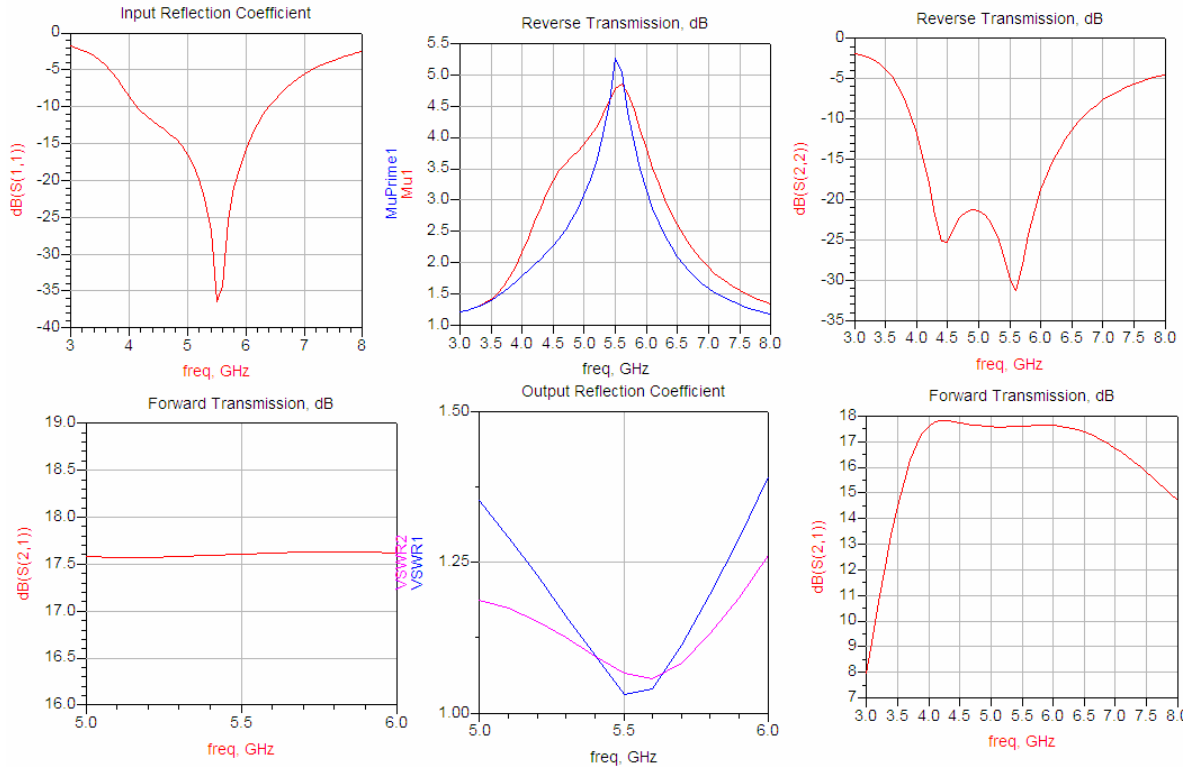 Input Reflection Coefficient
0
-5
-10
-15
-20
-25
-30
-35
-40
dB(S(1,1))
3 4 5 6 7 8
freq, GHz
Reverse Transmission, dB
5.5
5.0
4.5
4.0
3.5
3.0
2.5
2.0
1.5
1.0
MuPrime1
Mu1
3.0 3.5 4.0 4.5 5.0 5.5 6.0 6.5 7.0 7.5 8.0
freq, GHz
Reverse Transmission, dB
0
-5
-10
-15
-20
-25
-30
-35
dB(S(2,2))
3.0 3.5 4.0 4.5 5.0 5.5 6.0 6.5 7.0 7.5 8.0
freq, GHz
Forward Transmission, dB
19.0
18.5
18.0
17.5
17.0
16.5
16.0
dB(S(2,1))
5.0 5.5 6.0
freq, GHz
Output Reflection Coefficient
1.50
1.25
1.00
VSWR2
VSWR1
5.0 5.5 6.0
freq, GHz
Forward Transmission, dB
18
17
16
15
14
13
12
11
10
9
8
7
dB(S(2,1))
3.0 3.5 4.0 4.5 5.0 5.5 6.0 6.5 7.0 7.5 8.0
freq, GHz